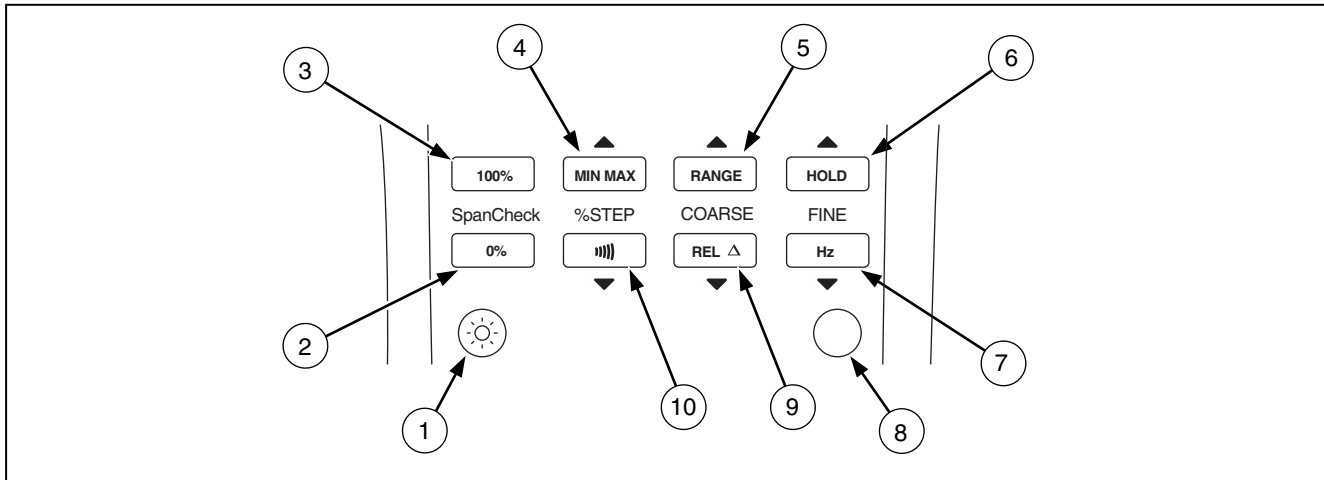 4
5
3
6
100%
MIN MAX
RANGE
HOLD
SpanCheck
%STEP
COARSE
FINE
0%
REL Δ
Hz
2
7
10
9
1
8